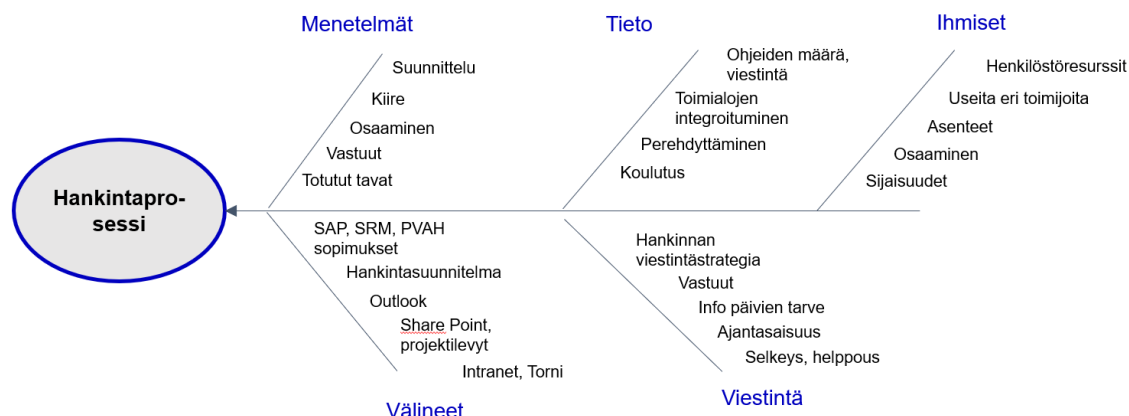 Menetelmät
Suunnittelu
Kiire
Osaaminen
Vastuut
Totutut tavat
Tieto
Ohjeiden määrä,
viestintä
Toimialojen
integroituminen
Perehdyttäminen
Koulutus
Ihmiset
Henkilöstöresurssit
Useita eri toimijoita
Asenteet
Osaaminen
Sijaisuudet
Hankintapro-
sessi
SAP, SRM, PVAH
sopimukset
Hankintasuunnitelma
Outlook
Share Point,
projektilevyt
Intranet, Torni
Välineet
Hankinnan
viestintästrategia
Vastuut
Info päivien tarve
Ajantasaisuus
Selkeys, helppous
Viestintä